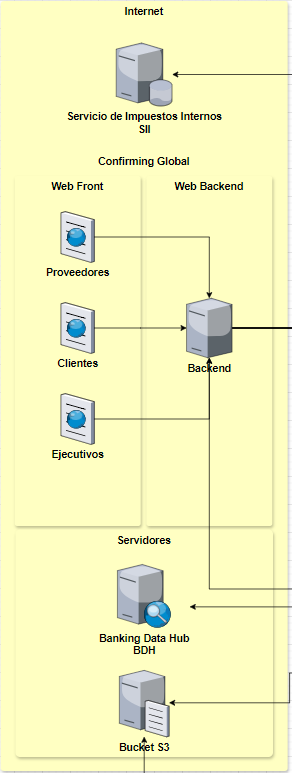 Internet
Servicio de Impuestos Internos
SII
Confirming Global
Web Front
Web Backend
Proveedores
Clientes
Backend
Ejecutivos
Servidores
Banking Data Hub
BDH
Bucket S3